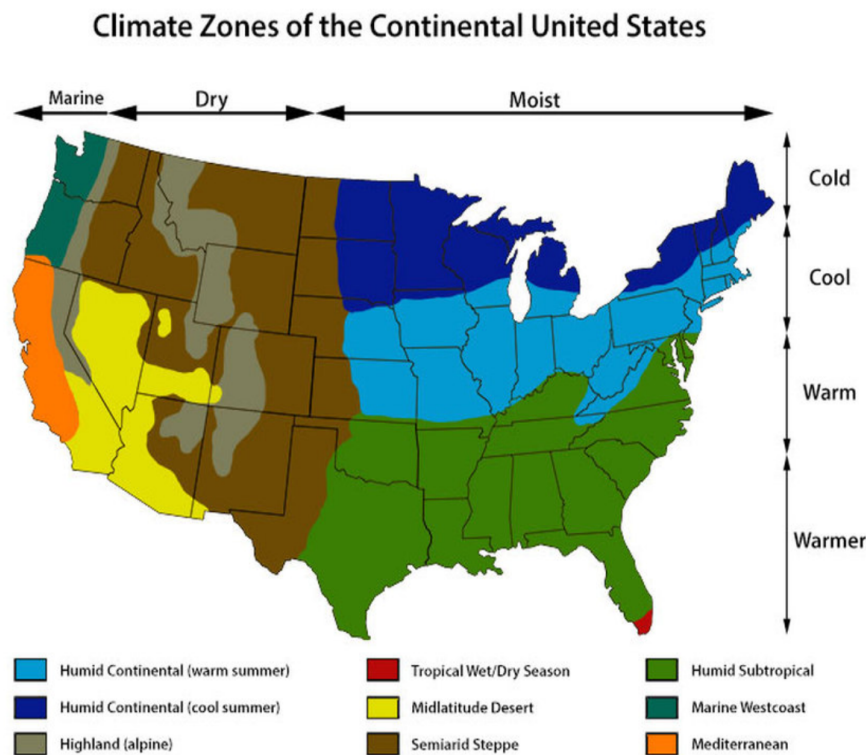 Climate Zones of the Continental United States
Marine
Dry
Moist
Cold
Cool
Warm
Warmer
Humid Continental (warm summer)
Tropical Wet/Dry Season
Humid Subtropical
Humid Continental (cool summer)
Midlatitude Desert
Marine Westcoast
Highland (alpine)
Semiarid Steppe
Mediterranean